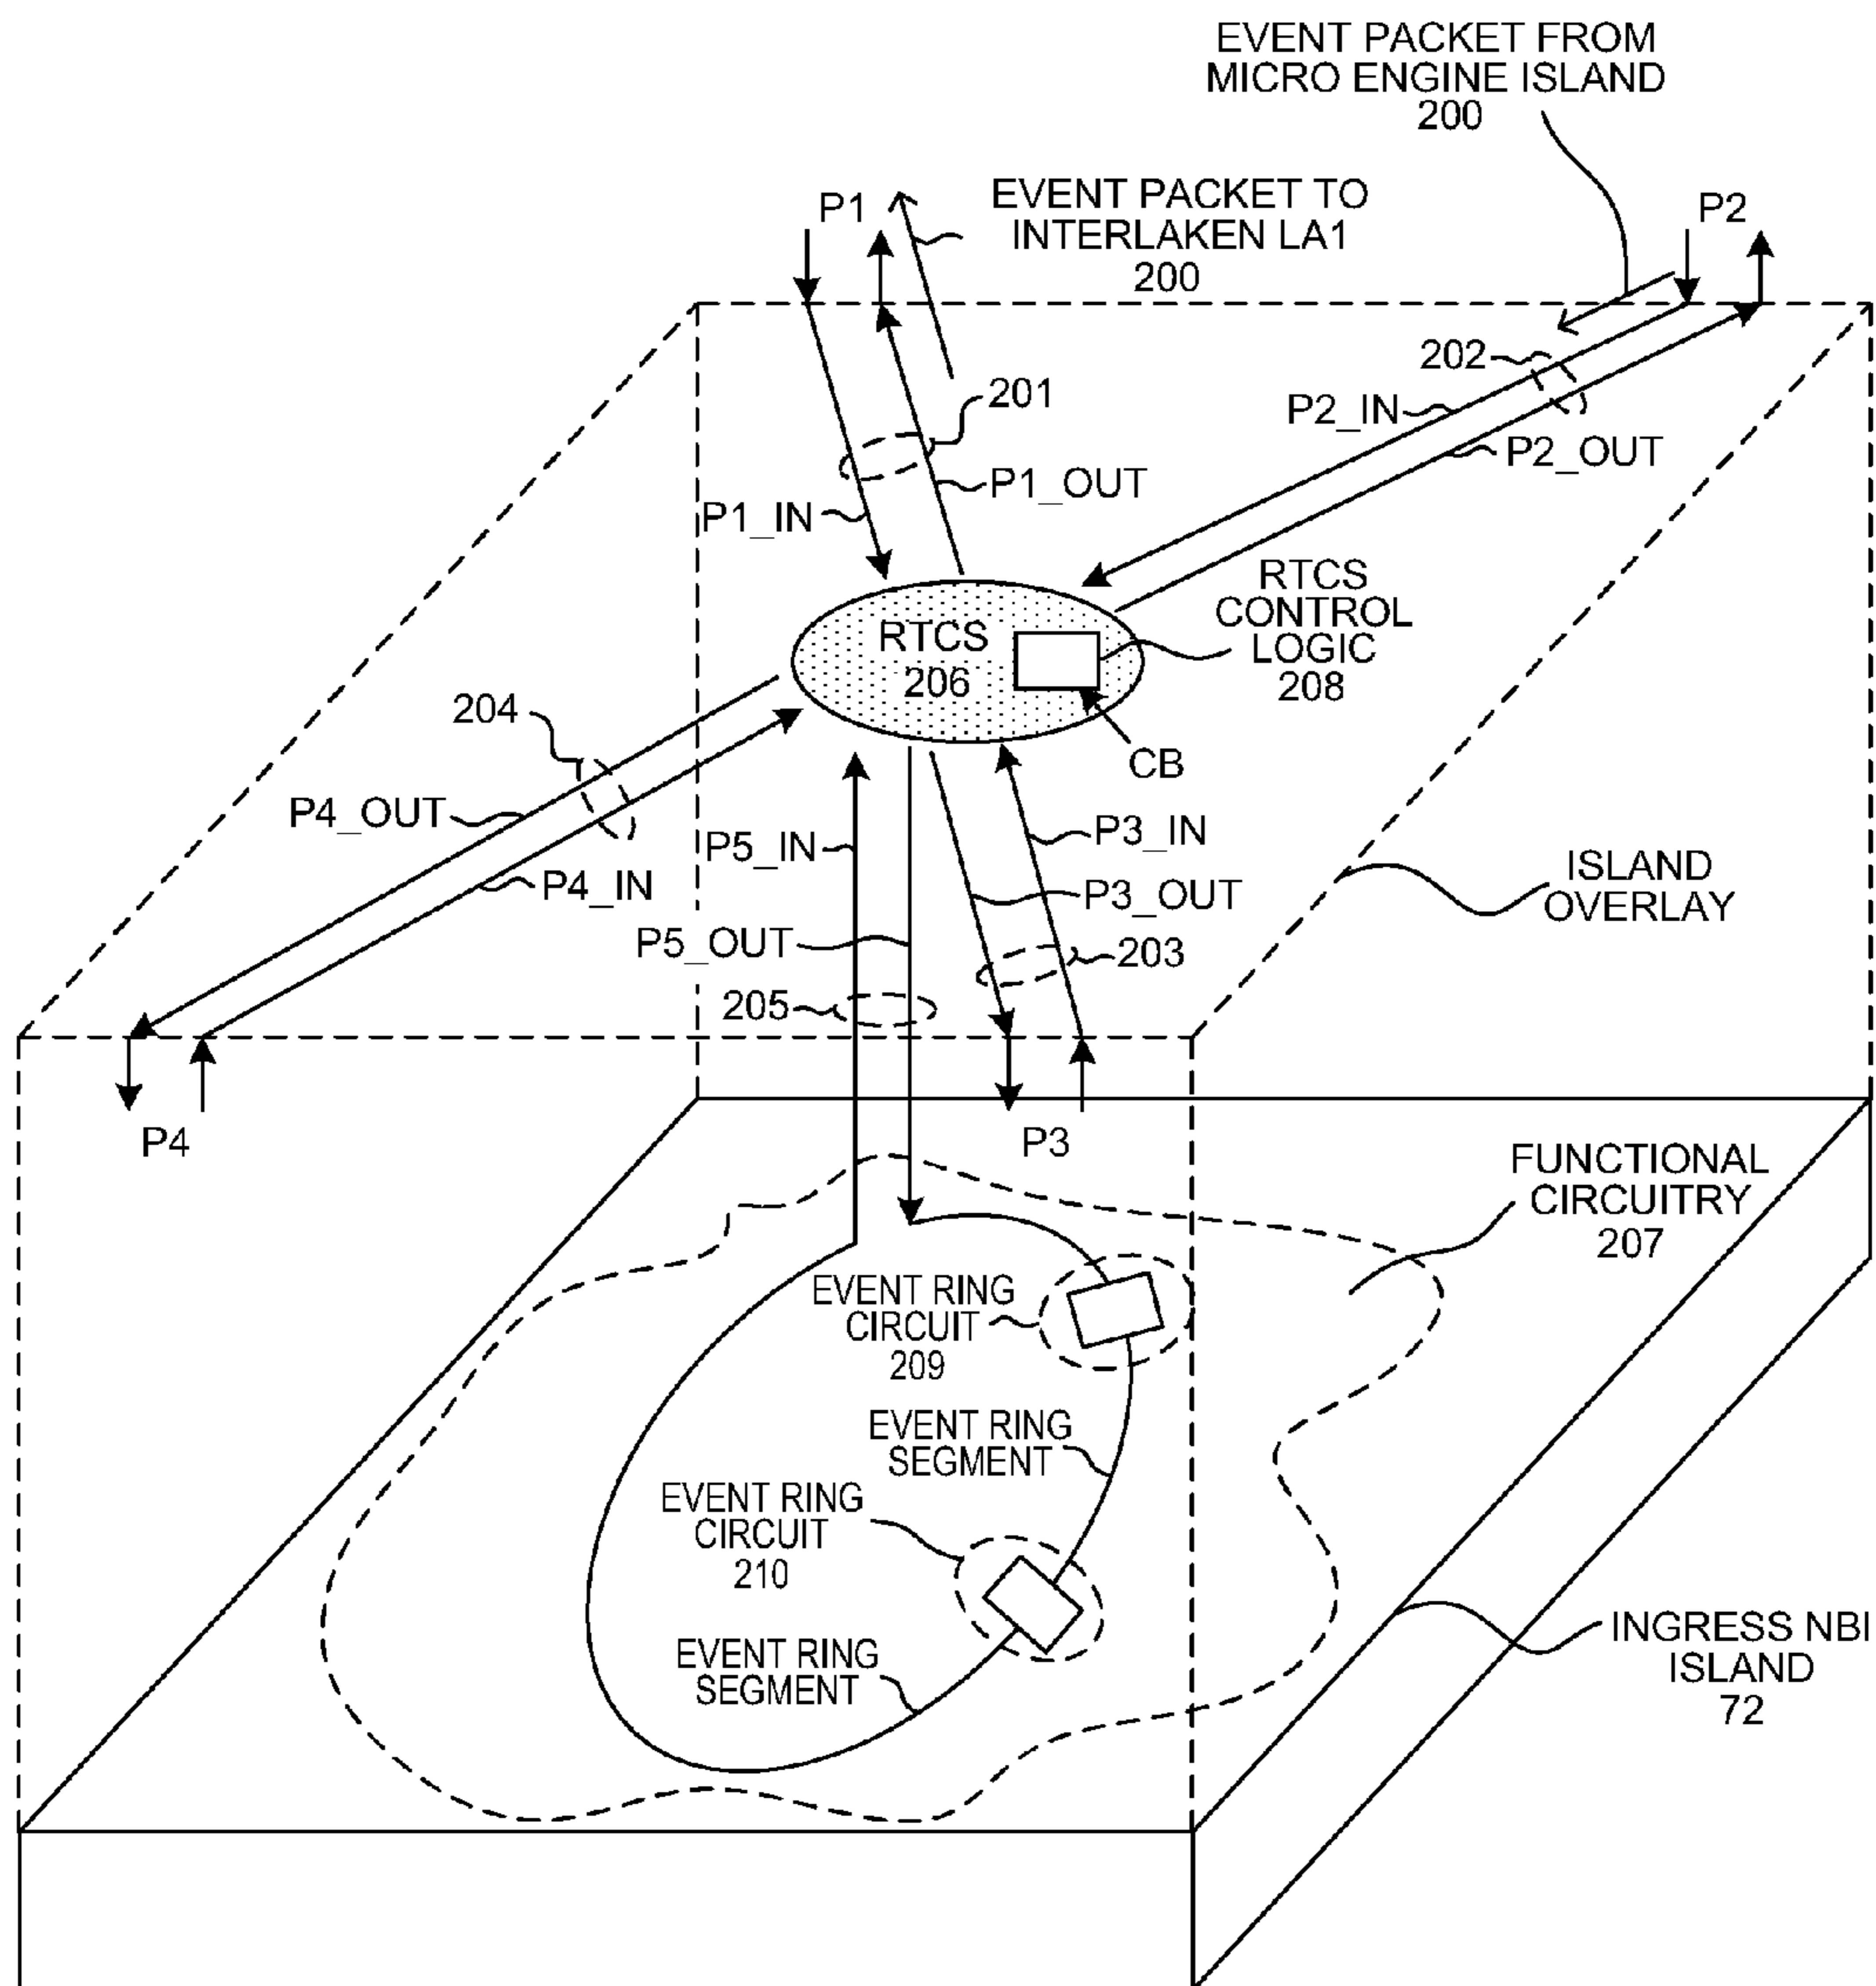 EVENT PACKET FROM
MICRO ENGINE ISLAND
200
P1
EVENT PACKET TO
INTERLAKEN LA1
200
P2
202
201
P2_IN
P2_OUT
P1_OUT
P1_IN
RTCS
CONTROL
LOGIC
208
RTCS
206
204
CB
P4_OUT
P5_IN
P3_IN
P4_IN
P3_OUT
ISLAND
OVERLAY
P5_OUT
203
205
P4
P3
FUNCTIONAL
CIRCUITRY
207
EVENT RING
CIRCUIT
209
EVENT RING
SEGMENT
EVENT RING
CIRCUIT
210
INGRESS NBI
ISLAND
72
EVENT RING
SEGMENT